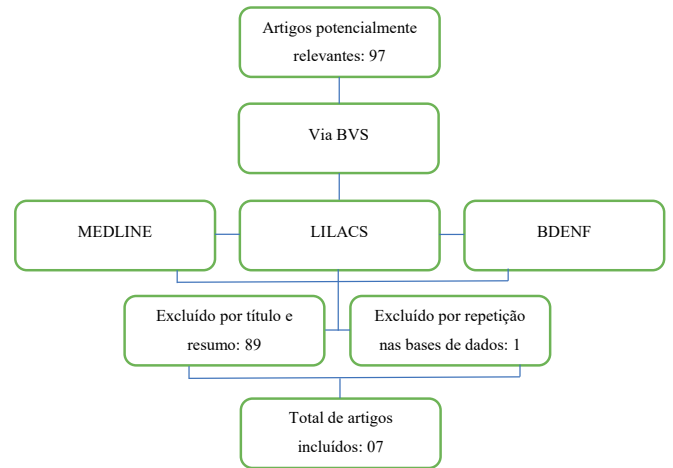 Artigos potencialmente
relevantes: 97
Via BVS
MEDLINE
LILACS
BDENF
Excluído por título e
resumo: 89
Excluído por repetição
nas bases de dados: 1
Total de artigos
incluídos: 07